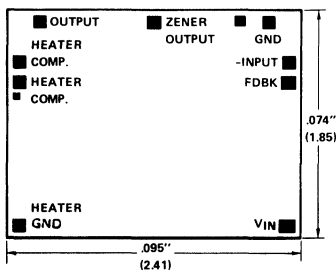 OUTPUT
ZENER
OUTPUT
GND
HEATER
COMP.
-INPUT
HEATER
COMP.
FDBK
.074"
(1.85)
HEATER
GND
VIN
.095"
(2.41)